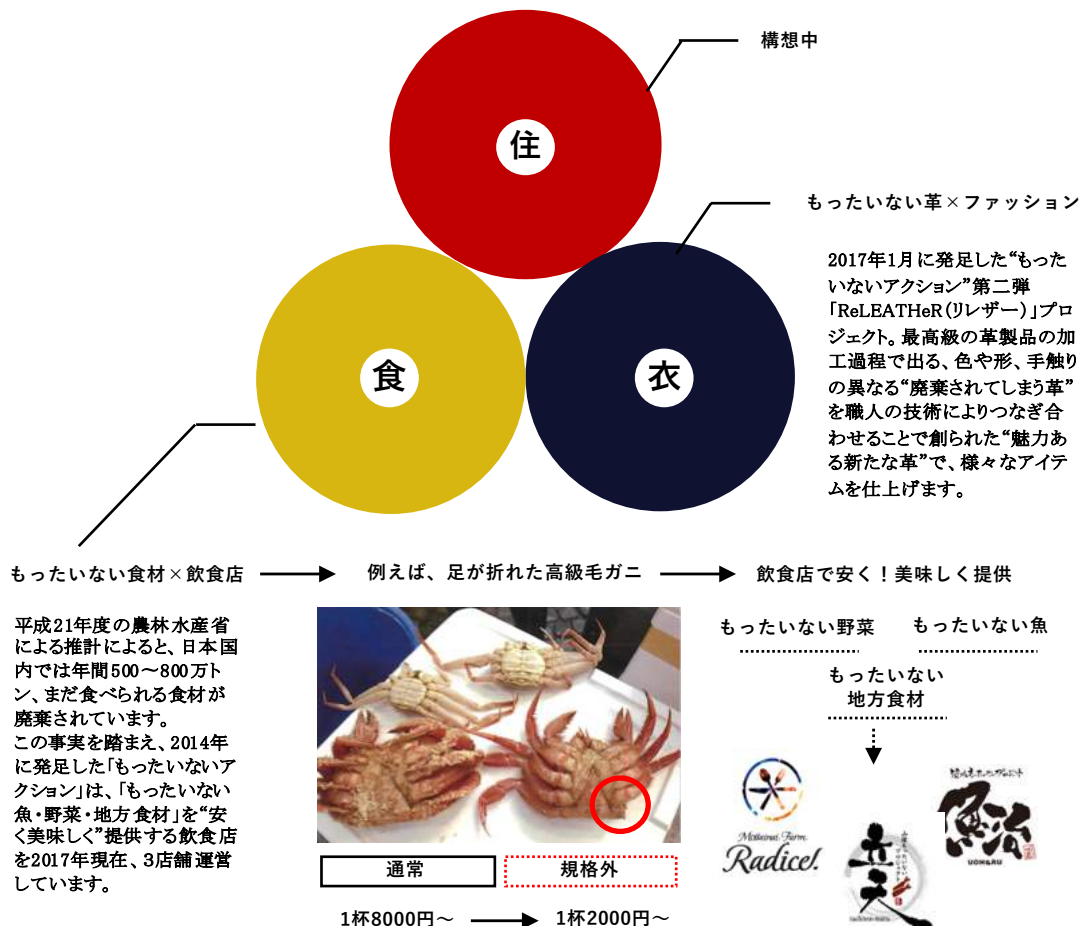 構想中
住
もったいない革×ファッション
2017年1月に発足した“もった
いないアクション”第二弾
「ReLEATHeR(リレザー)」プロ
ジェクト。最高級の革製品の加
工過程で出る、色や形、手触り
の異なる“廃棄されてしまう革”
を職人の技術によりつなぎ合
わせることで創られた“魅力あ
る新たな革”で、様々なアイテ
ムを仕上げます。
食
衣
もったいない食材×飲食店
例えば、足が折れた高級毛ガニ
飲食店で安く！美味しく提供
平成21年度の農林水産省
による推計によると、日本国
内では年間500〜800万ト
ン、まだ食べられる食材が
廃棄されています。
この事実を踏まえ、2014年
に発足した「もったいないア
クション」は、「もったいない
魚・野菜・地方食材」を“安
く美味しく”提供する飲食店
を2017年現在、3店舗運営
しています。
通常
規格外
1杯8000円〜
1杯2000円〜
もったいない野菜
もったいない魚
もったいない
地方食材
Mottainai Farm
Radice!
魚治
UOHARU